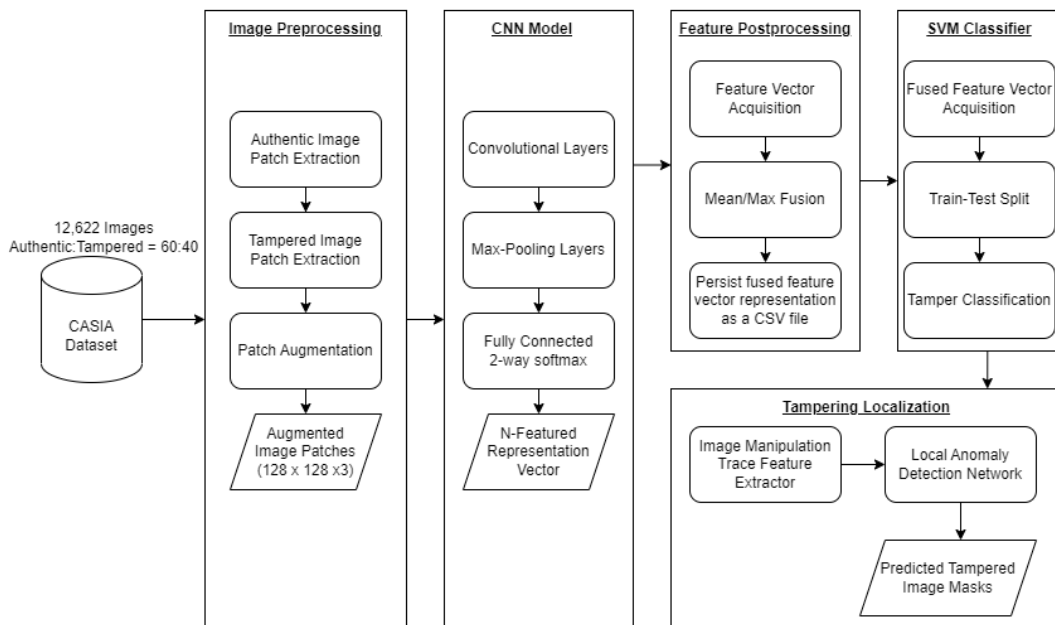 12,622 Images
Authentic:Tampered = 60:40
CASIA
Dataset
Image Preprocessing
Authentic Image
Patch Extraction
Tampered Image
Patch Extraction
Patch Augmentation
Augmented
Image Patches
(128 x 128 x3)
CNN Model
Convolutional Layers
Max-Pooling Layers
Fully Connected
2-way softmax
N-Featured
Representation
Vector
Feature Postprocessing
Feature Vector
Acquisition
Mean/Max Fusion
Persist fused feature
vector representation
as a CSV file
SVM Classifier
Fused Feature Vector
Acquisition
Train-Test Split
Tamper Classification
Tampering Localization
Image Manipulation
Trace Feature
Extractor
Local Anomaly
Detection Network
Predicted Tampered
Image Masks